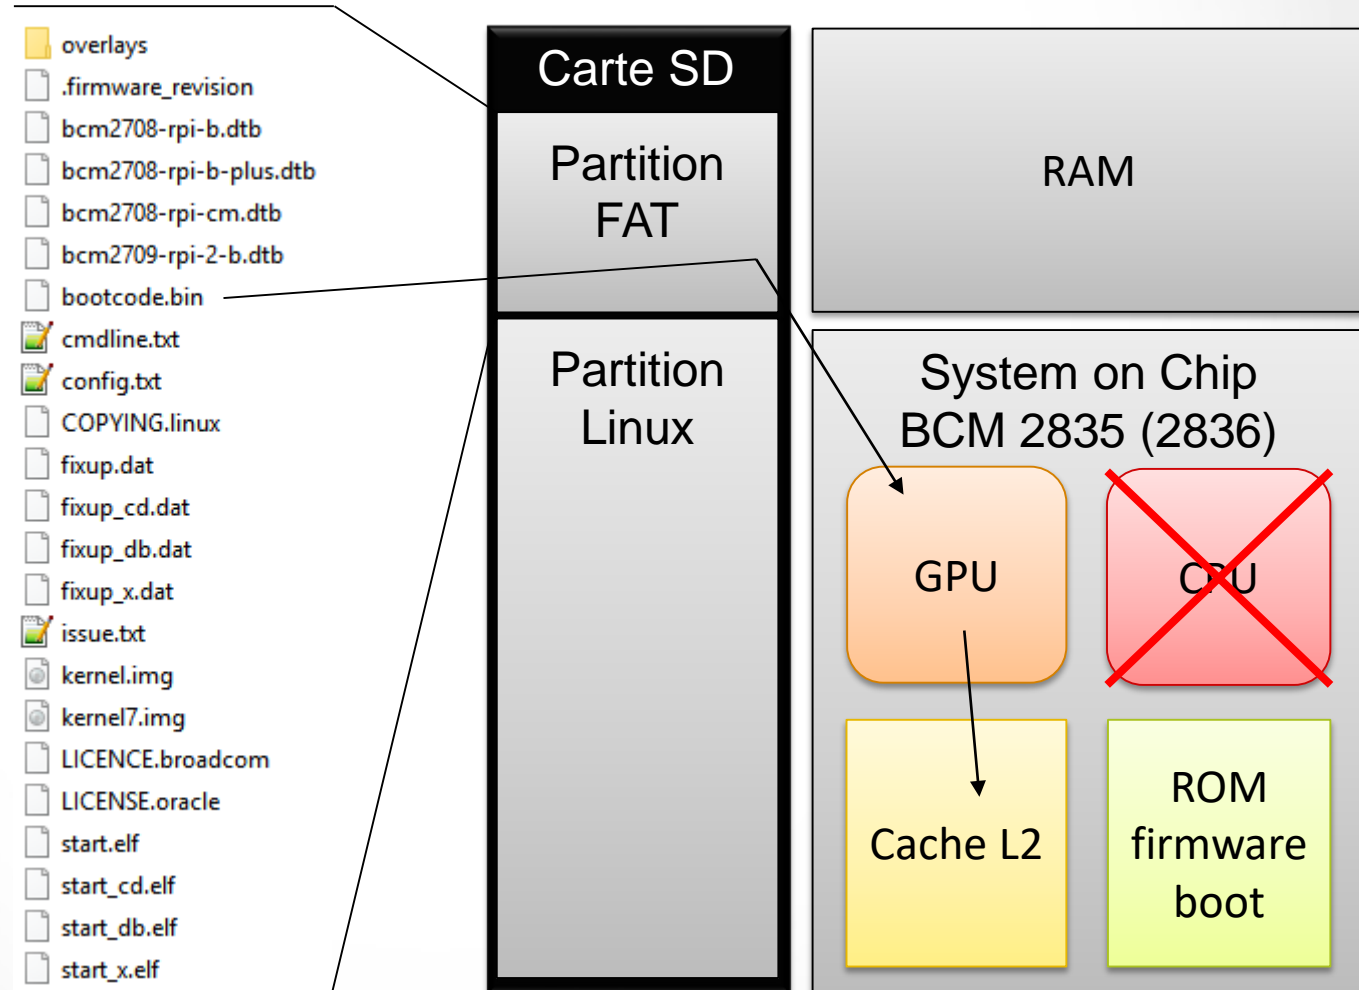 overlays
.firmware_revision
bcm2708-rpi-b.dtb
bcm2708-rpi-b-plus.dtb
bcm2708-rpi-cm.dtb
bcm2709-rpi-2-b.dtb
bootcode.bin
cmdline.txt
config.txt
COPYING.linux
fixup.dat
fixup_cd.dat
fixup_db.dat
fixup_x.dat
issue.txt
kernel.img
kernel7.img
LICENCE.broadcom
LICENSE.oracle
start.elf
start_cd.elf
start_db.elf
start_x.elf
Carte SD
Partition
FAT
Partition
Linux
RAM
System on Chip
BCM 2835 (2836)
GPU
CPU
Cache L2
ROM
firmware
boot